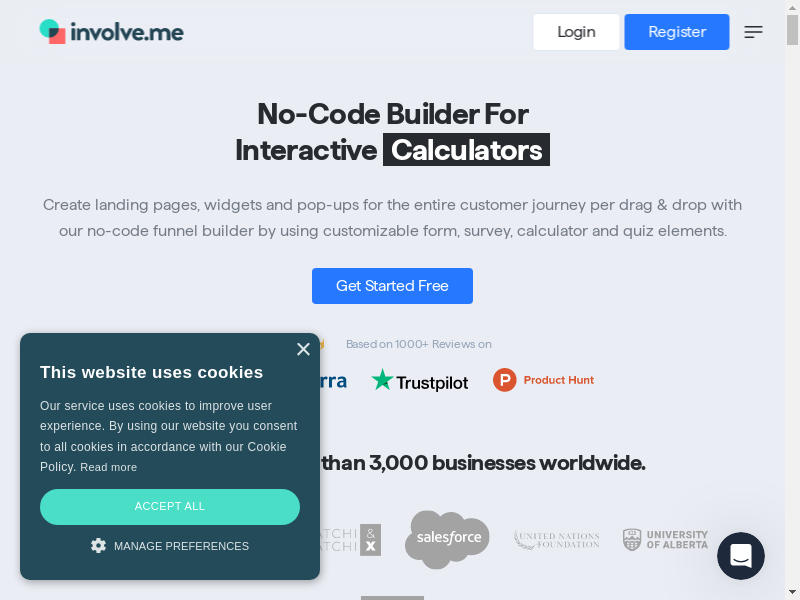 involve.me
Login
Register
No-Code Builder For
Interactive Calculators
Create landing pages, widgets and pop-ups for the entire customer journey per drag & drop with
our no-code funnel builder by using customizable form, survey, calculator and quiz elements.
Get Started Free
Based on 1000+ Reviews on
Trustpilot
P Product Hunt
than 3,000 businesses worldwide.
&
X
salesforce
UNITED NATIONS
FOUNDATION
UNIVERSITY
OF ALBERTA
This website uses cookies
Our service uses cookies to improve user
experience. By using our website you consent
to all cookies in accordance with our Cookie
Policy. Read more
ACCEPT ALL
MANAGE PREFERENCES